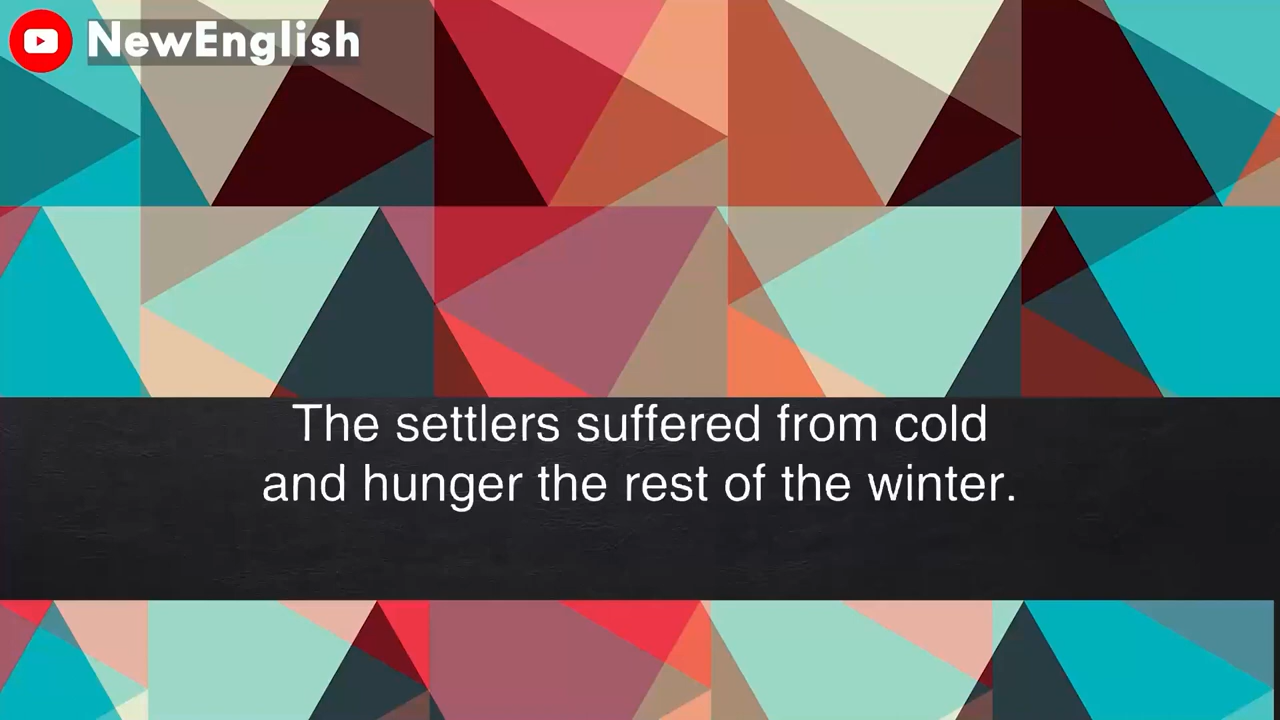 NewEnglish
The settlers suffered from cold
and hunger the rest of the winter.